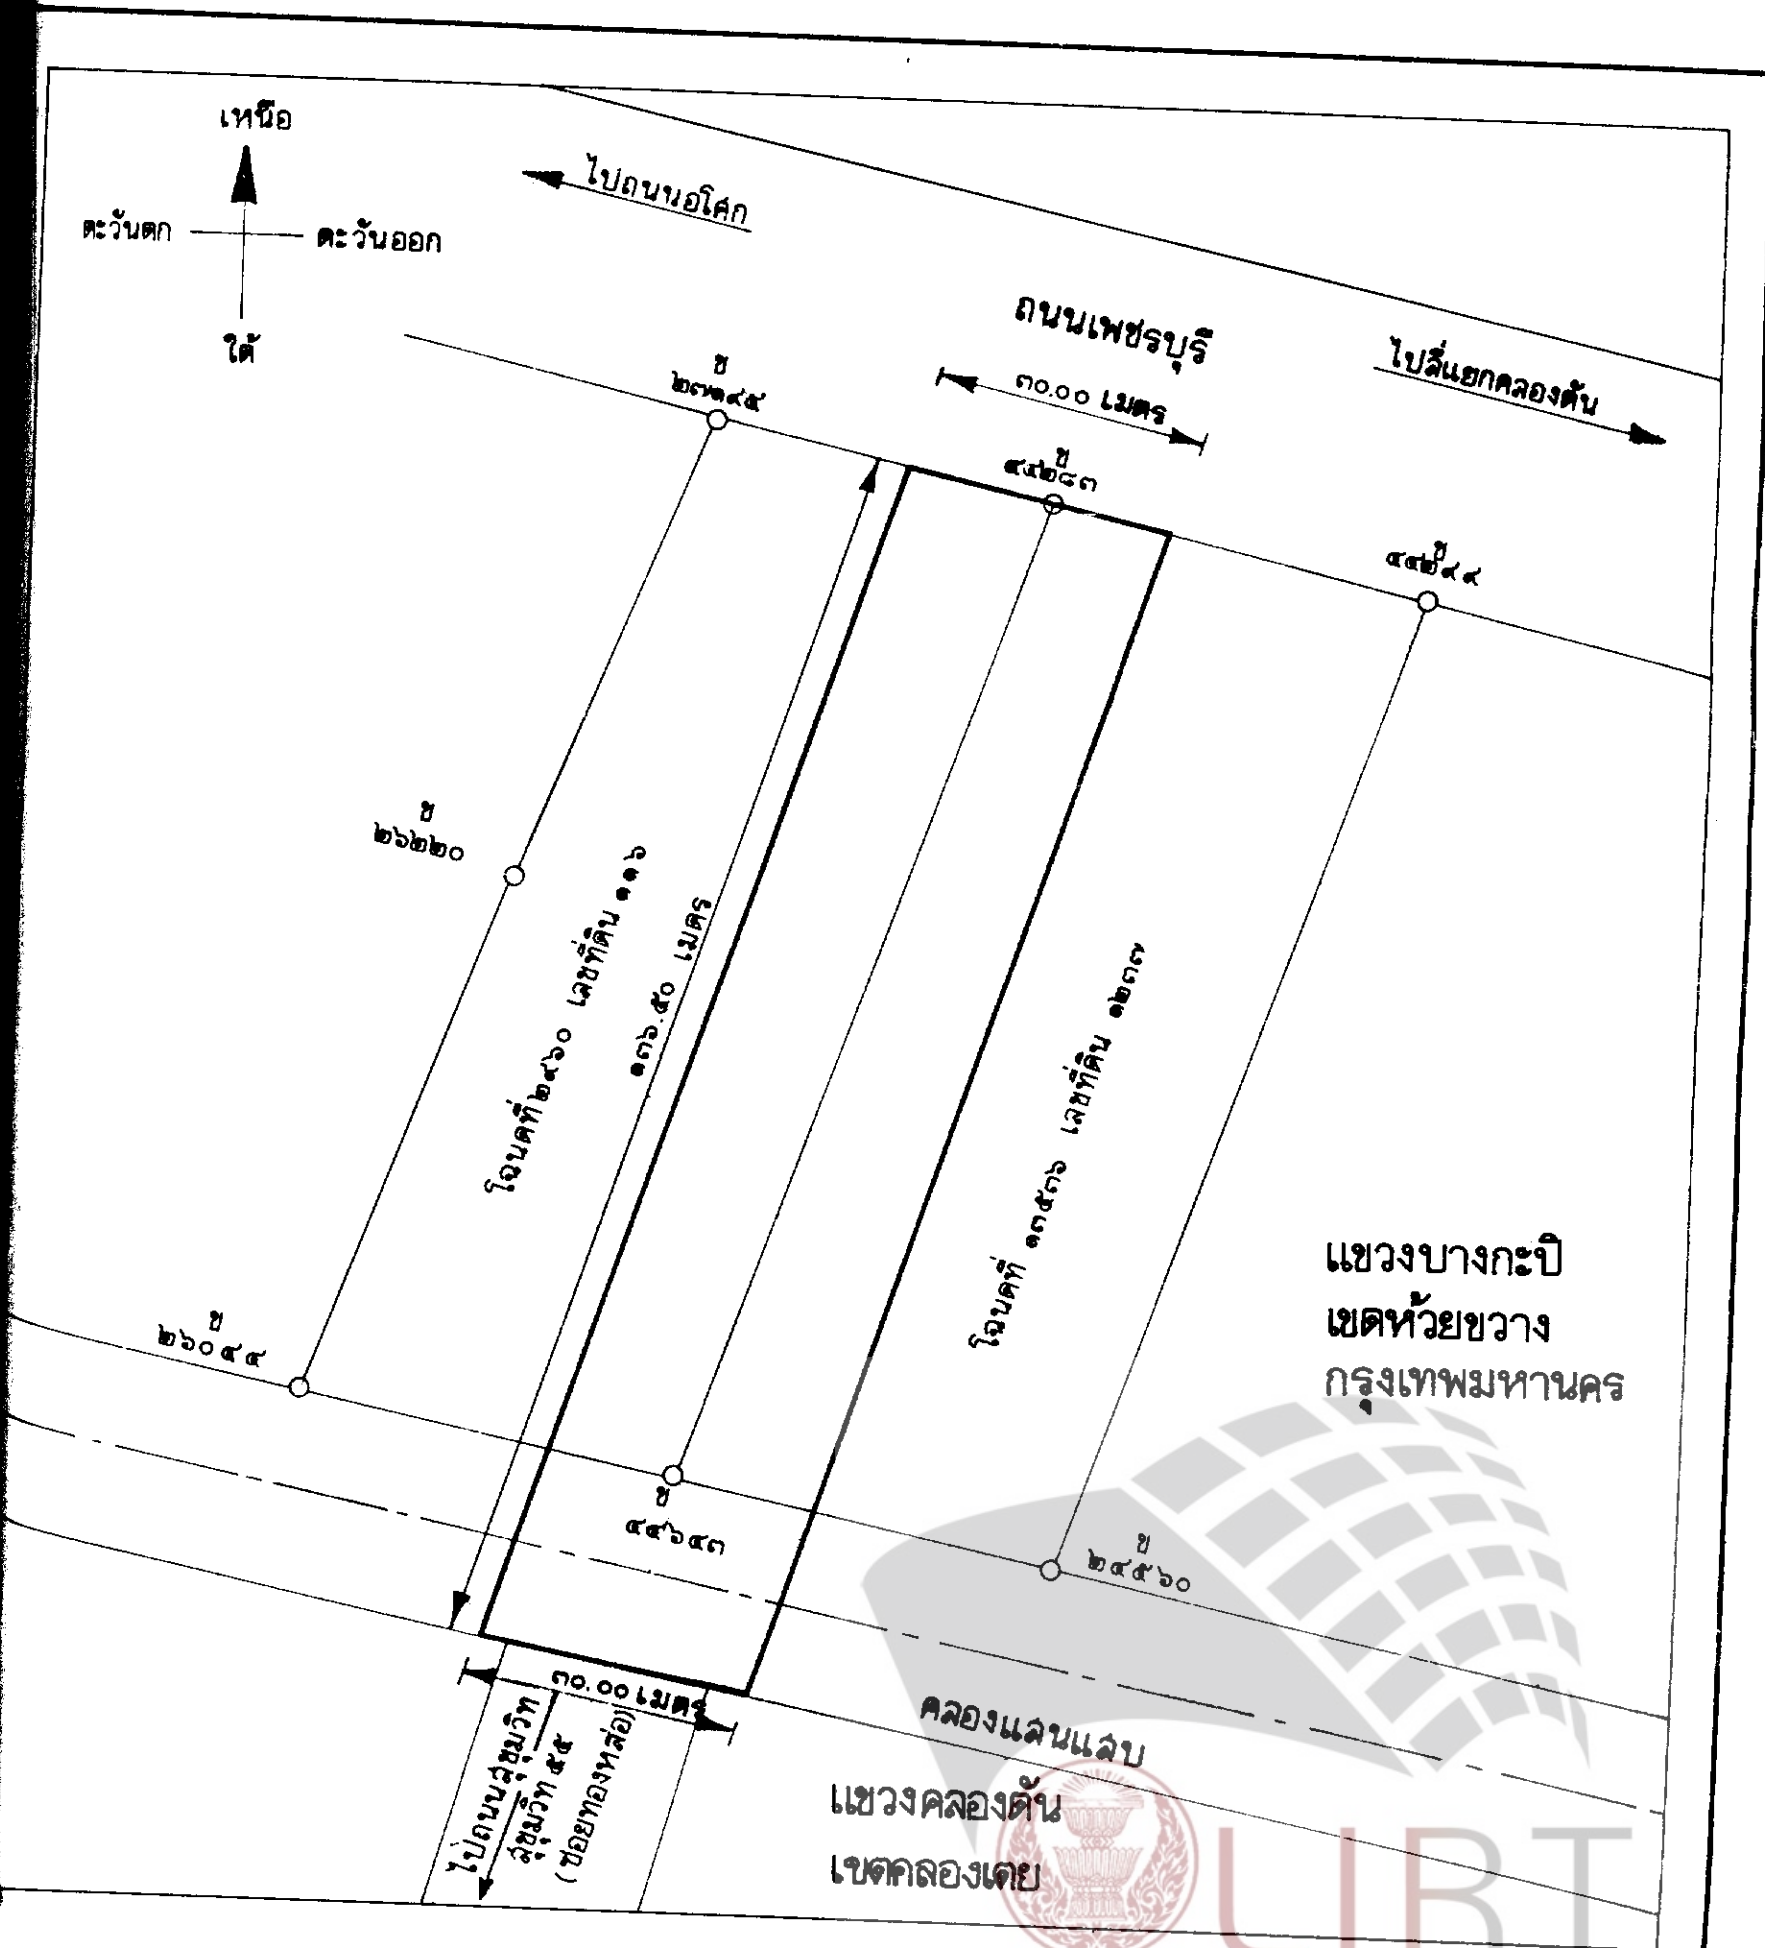 เหนือ
ตะวันตก
ตะวันออก
ใต้
ไปถนนอโศก
ถนนเพชรบุรี
๓๐.๐๐ เมตร
ไปสี่แยกคลองตัน
ข
ข
๔๔๒๘๓
ข
๔๔๒๙๔
ข
๒๖๒๒๐
โฉนดที่ ๒๙๖๐ เลขที่ดิน ๑๑๖
๑๓๖.๕๐ เมตร
โฉนดที่ ๑๓๕๓๖ เลขที่ดิน ๑๒๓๗
แขวงบางกะปิ
เขตห้วยขวาง
กรุงเทพมหานคร
ข
๒๖๐๔๔
ข
๔๔๖๔๓
ข
๒๔๕๖๐
๓๐.๐๐ เมตร
ไปถนนสุขุมวิท
สุขุมวิท ๕๕
(ซอยทองหล่อ)
คลองแสนแสบ
แขวงคลองตัน
เขตคลองเตย
LIRT